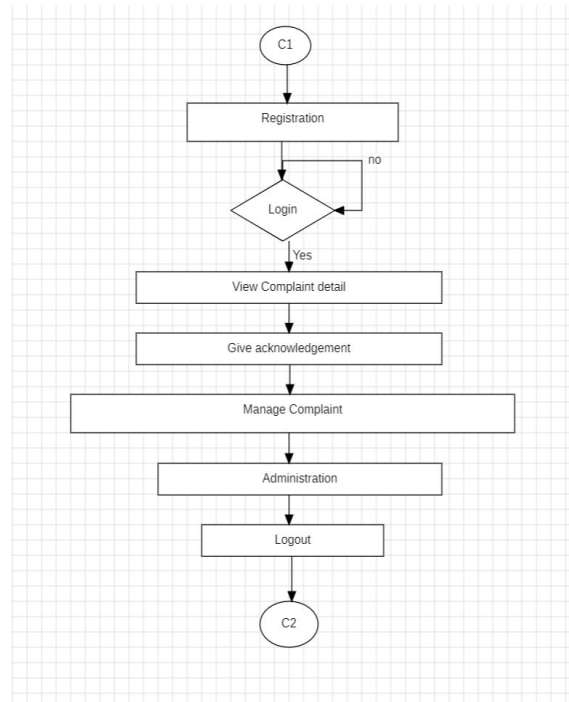 C1
Registration
no
Login
Yes
View Complaint detail
Give acknowledgement
Manage Complaint
Administration
Logout
C2